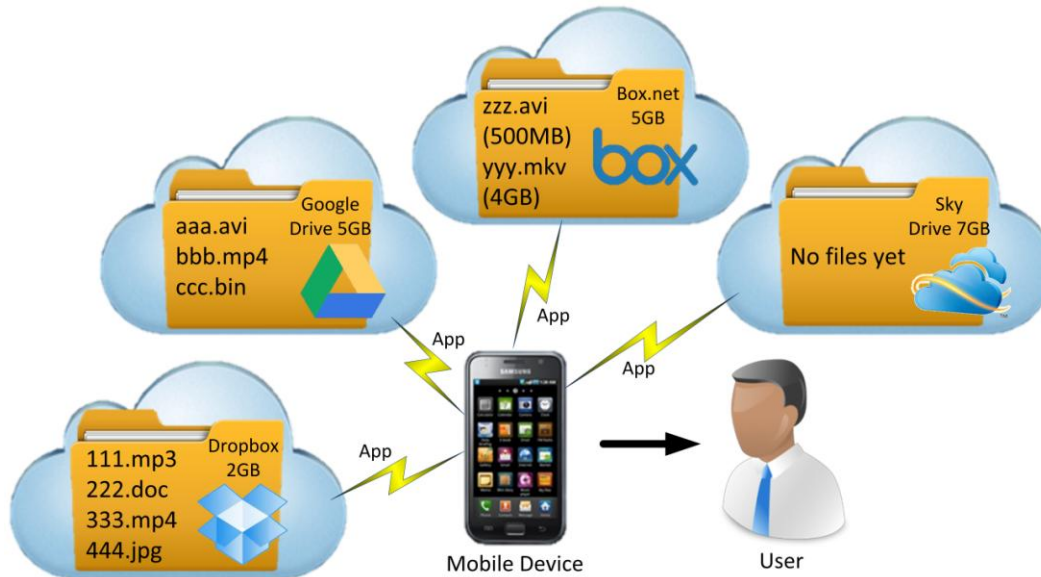 zzz.avi
(500MB)
yyy.mkv
(4GB)
Box.net
5GB
box
aaa.avi
bbb.mp4
ccc.bin
Google
Drive 5GB
No files yet
Sky
Drive 7GB
App
App
App
App
111.mp3
222.doc
333.mp4
444.jpg
Dropbox
2GB
SAMSUNG
Mobile Device
User